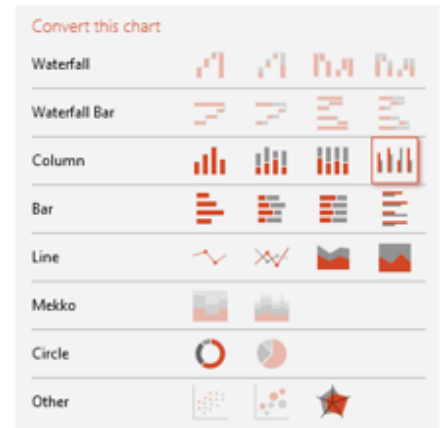 Convert this chart
Waterfall
Waterfall Bar
Column
Bar
Line
Mekko
Circle
Other